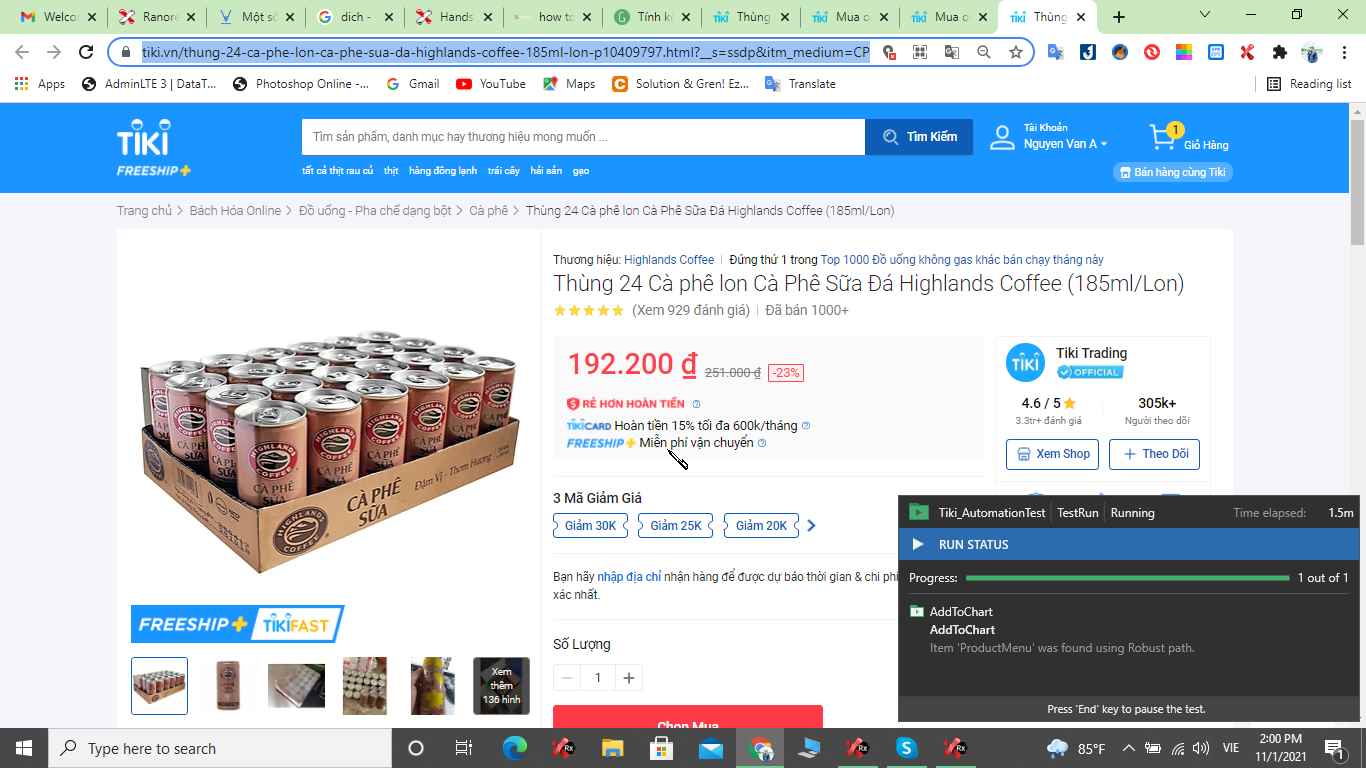 Welcor
Ranore
Một số
dich -
Hands
how to
Tính k
Thùng
Mua o
Mua o
Thùng
tiki.vn/thung-24-ca-phe-lon-ca-phe-sua-da-highlands-coffee-185ml-lon-p10409797.html?__s=ssdp&itm_medium=CP
Apps
AdminLTE 3 | DataT...
Photoshop Online -...
Gmail
YouTube
Maps
Solution & Gren! Ez...
Translate
Reading list
TIKI
FREESHIP+
Tìm sản phẩm, danh mục hay thương hiệu mong muốn ...
Tìm Kiếm
Tài Khoản
Nguyen Van A
1
Giỏ Hàng
tất cả thịt rau củ thịt hàng đông lạnh trái cây hải sản gạo
Bán hàng cùng Tiki
Trang chủ > Bách Hóa Online > Đồ uống - Pha chế dạng bột > Cà phê > Thùng 24 Cà phê lon Cà Phê Sữa Đá Highlands Coffee (185ml/Lon)
Thương hiệu: Highlands Coffee | Đứng thứ 1 trong Top 1000 Đồ uống không gas khác bán chạy tháng này
Thùng 24 Cà phê lon Cà Phê Sữa Đá Highlands Coffee (185ml/Lon)
(Xem 929 đánh giá) | Đã bán 1000+
192.200 ₫ 251.000 ₫ -23%
RẺ HƠN HOÀN TIỀN
TIKICARD Hoàn tiền 15% tối đa 600k/tháng
FREESHIP+ Miễn phí vận chuyển
TIKI
Tiki Trading
OFFICIAL
4.6 / 5
305k+
3.3tr+ đánh giá
Người theo dõi
Xem Shop
+ Theo Dõi
3 Mã Giảm Giá
Giảm 30K
Giảm 25K
Giảm 20K
Bạn hãy nhập địa chỉ nhận hàng để được dự báo thời gian & chi phí
xác nhất.
Số Lượng
1
Chọn Mua
HIGHLANDS
COFFEE
CÀ PHÊ
SỮA
CÀ PHÊ
SỮA
Đậm Vị - Thơm Hương
HIGHLANDS
COFFEE
FREESHIP+ TIKIFAST
Xem
thêm
136 hình
Tiki_AutomationTest TestRun Running Time elapsed: 1.5m
RUN STATUS
Progress: 1 out of 1
AddToChart
AddToChart
Item 'ProductMenu' was found using Robust path.
Press 'End' key to pause the test.
Type here to search
85°F
VIE
2:00 PM
11/1/2021
1